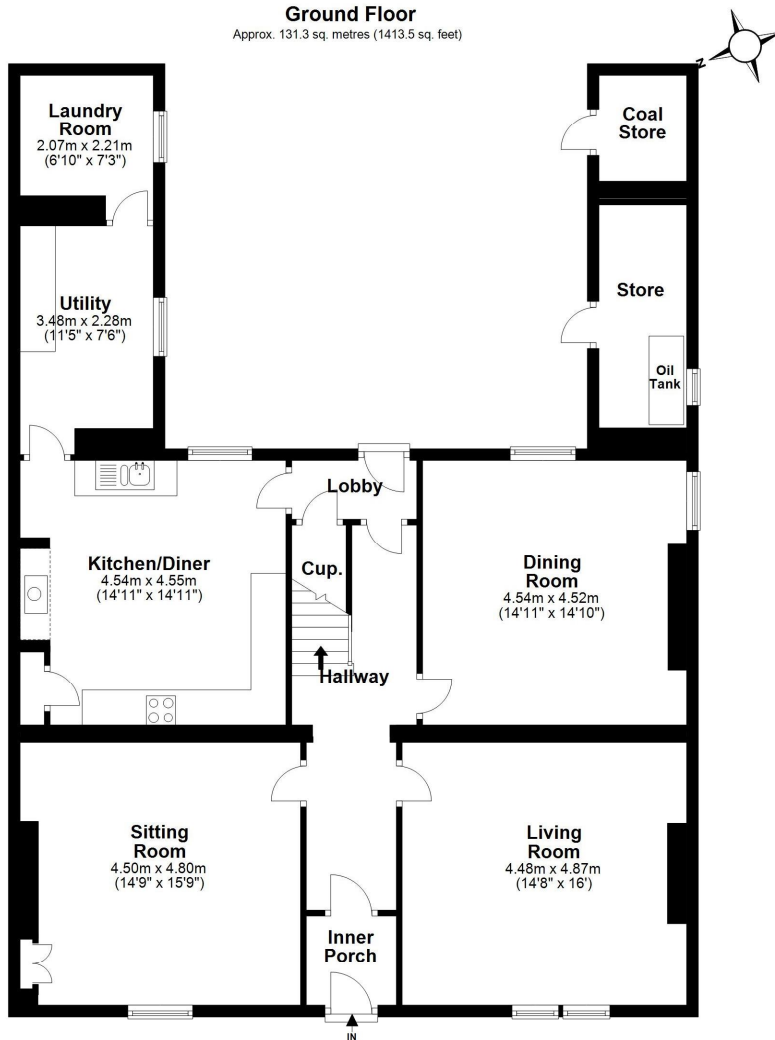 Ground Floor
Approx. 131.3 sq. metres (1413.5 sq. feet)
N
Laundry
Room
2.07m x 2.21m
(6'10" x 7'3")
Coal
Store
Utility
3.48m x 2.28m
(11'5" x 7'6")
Store
Oil
Tank
Lobby
Kitchen/Diner
4.54m x 4.55m
(14'11" x 14'11")
Cup.
Dining
Room
4.54m x 4.52m
(14'11" x 14'10")
Hallway
Sitting
Room
4.50m x 4.80m
(14'9" x 15'9")
Living
Room
4.48m x 4.87m
(14'8" x 16')
Inner
Porch
IN